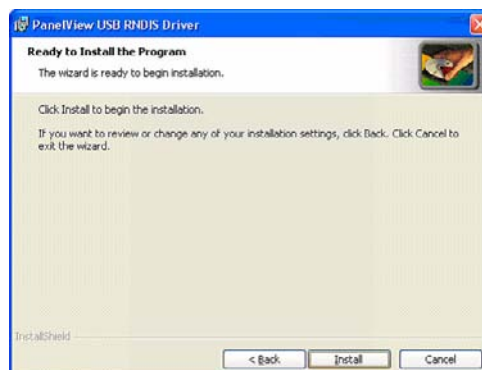 PanelView USB RNDIS Driver
Ready to Install the Program
The wizard is ready to begin installation.
Click Install to begin the installation.
If you want to review or change any of your installation settings, click Back. Click Cancel to
exit the wizard.
InstallShield
< Back
Install
Cancel